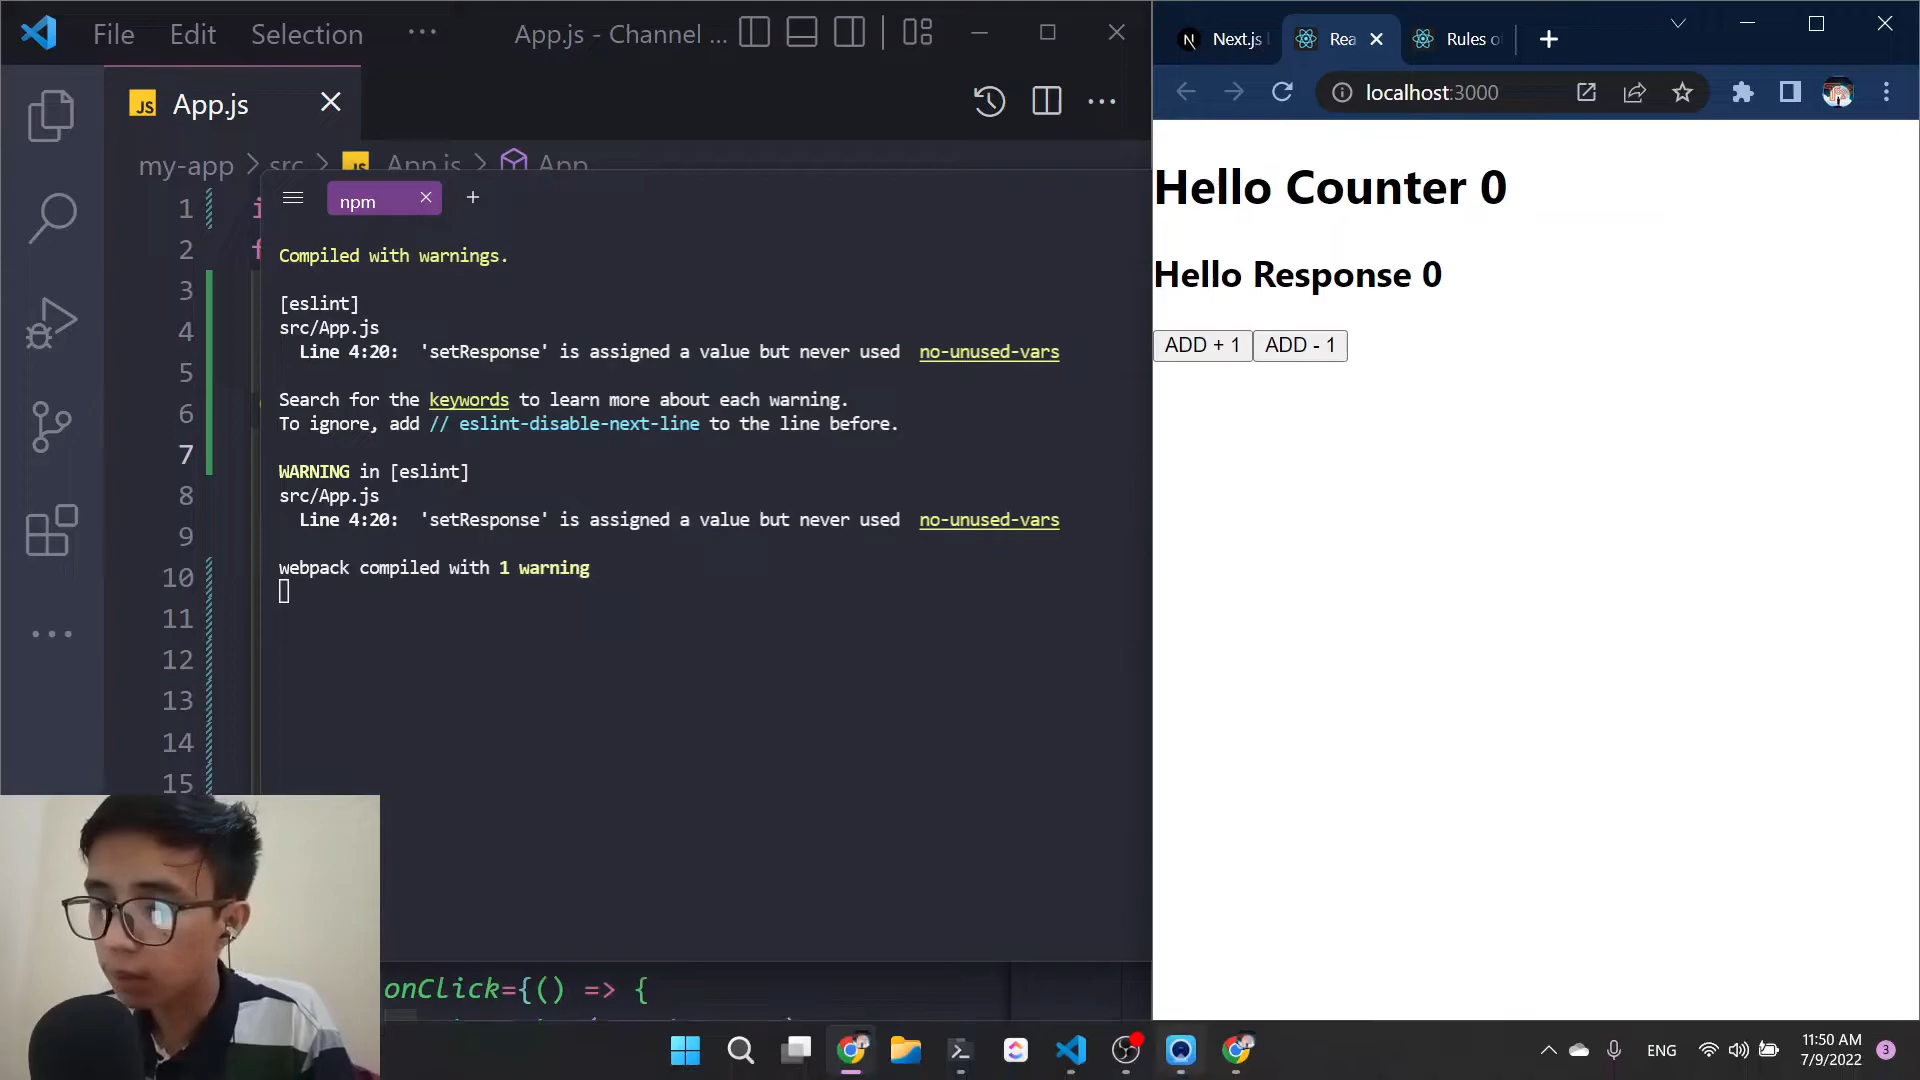 File Edit Selection ··· App.js - Channel ...
JS App.js
my-app > src > JS App.js > App
1 i
2 f
3
4
5
6
7
8
9
10
11
12
13
14
15
npm
Compiled with warnings.
[eslint]
src/App.js
Line 4:20: 'setResponse' is assigned a value but never used no-unused-vars
Search for the keywords to learn more about each warning.
To ignore, add // eslint-disable-next-line to the line before.
WARNING in [eslint]
src/App.js
Line 4:20: 'setResponse' is assigned a value but never used no-unused-vars
webpack compiled with 1 warning
onClick={() => {
Next.js Rea Rules o
localhost:3000
Hello Counter 0
Hello Response 0
ADD + 1 ADD - 1
ENG
11:50 AM
7/9/2022
3